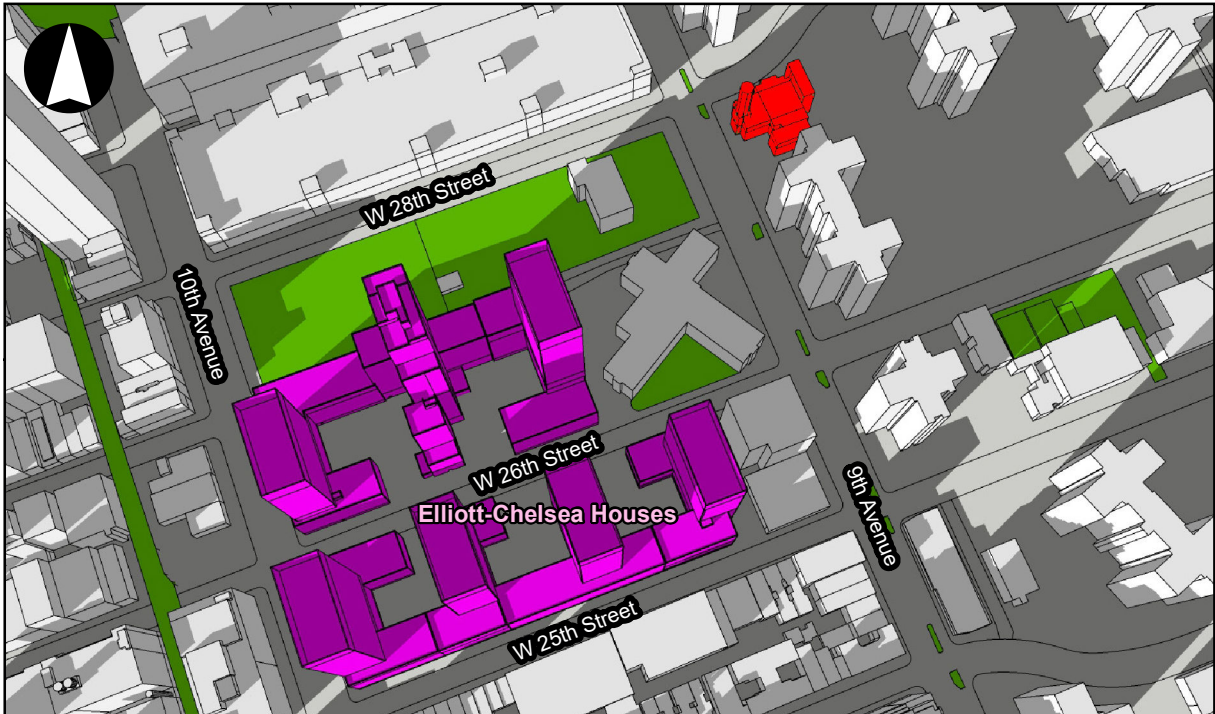 W 28th Street
10th Avenue
W 26th Street
Elliott-Chelsea Houses
9th Avenue
W 25th Street